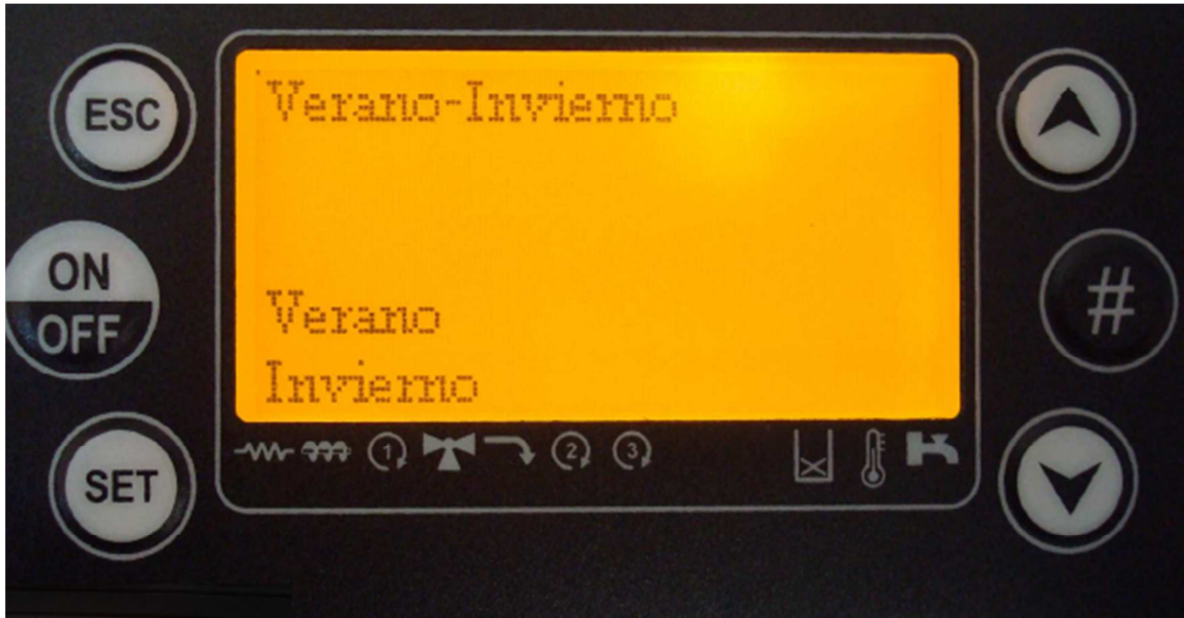 ESC
Verano-Invierno
ON
OFF
#
Verano
Invierno
1
2
3
SET